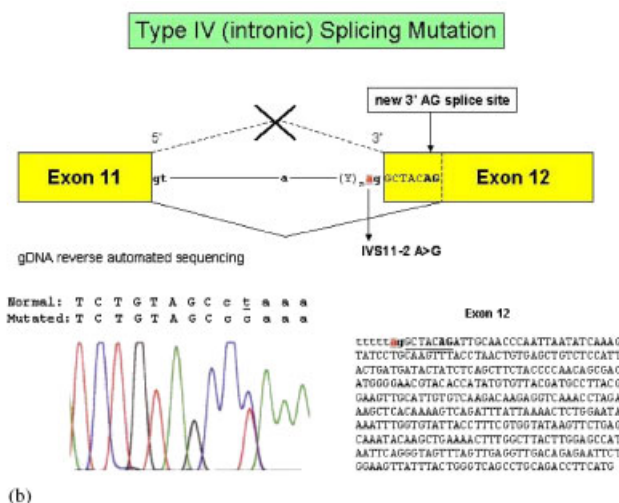 Type IV (intronic) Splicing Mutation
new 3' AG splice site
5'
3'
Exon 11
gt
a
(Y)n
ag
GCTACAG
Exon 12
IVS11-2 A>G
gDNA reverse automated sequencing
Normal: T C T G T A G C c t a a a
Mutated: T C T G T A G C c c a a a
Exon 12
tttttagGCTACAGATTGCAACCCAATTAATATCAAAG
TATCCTGCAAGTTTACCTAACTGTGAGCTGTCTCCATT
ACTGATGATACTATCTCAGCTTCTACCCCAACAGCGAC
ATGGGGAACGTACACCATATGTGTTACGATGCCTTACG
GAAGTTGCATTGTGTCAAGACAAGAGGTCAAACCTAGA
AAGCTCACAAAAGTCAGATTTATTAAAACTCTGGAATA
AAATTTGGTGTATTACCTTTCGTGGTATAAGTTCTGAG
CAAATACAAGCTGAAAACTTTGGCTTACTTGGAGCCAT
AATTCAGGGTAGTTTAGTTGAGGTTGACAGAGAATTCT
GGAAGTTATTTACTGGGTCAGCCTGCAGACCTTCATG
(b)